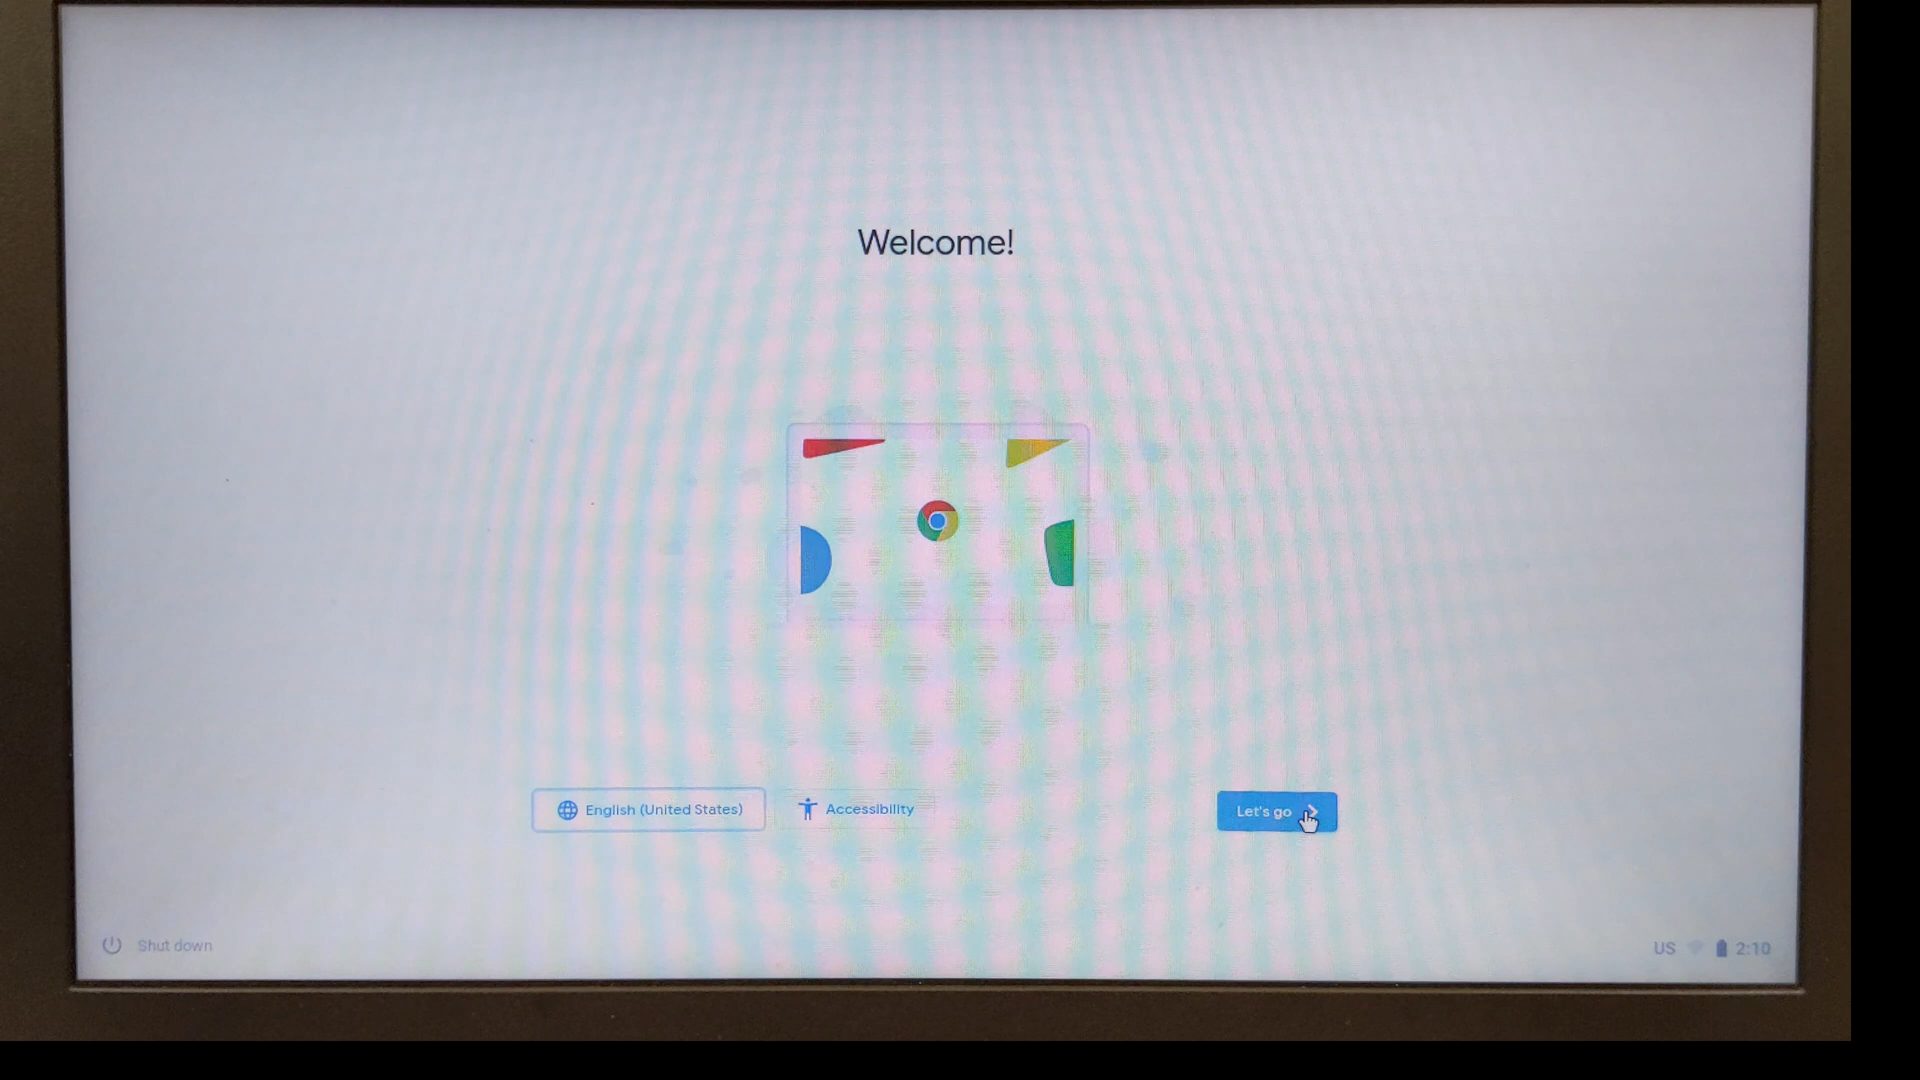 Welcome!
English (United States)
Accessibility
Let's go
Shut down
US 2:10